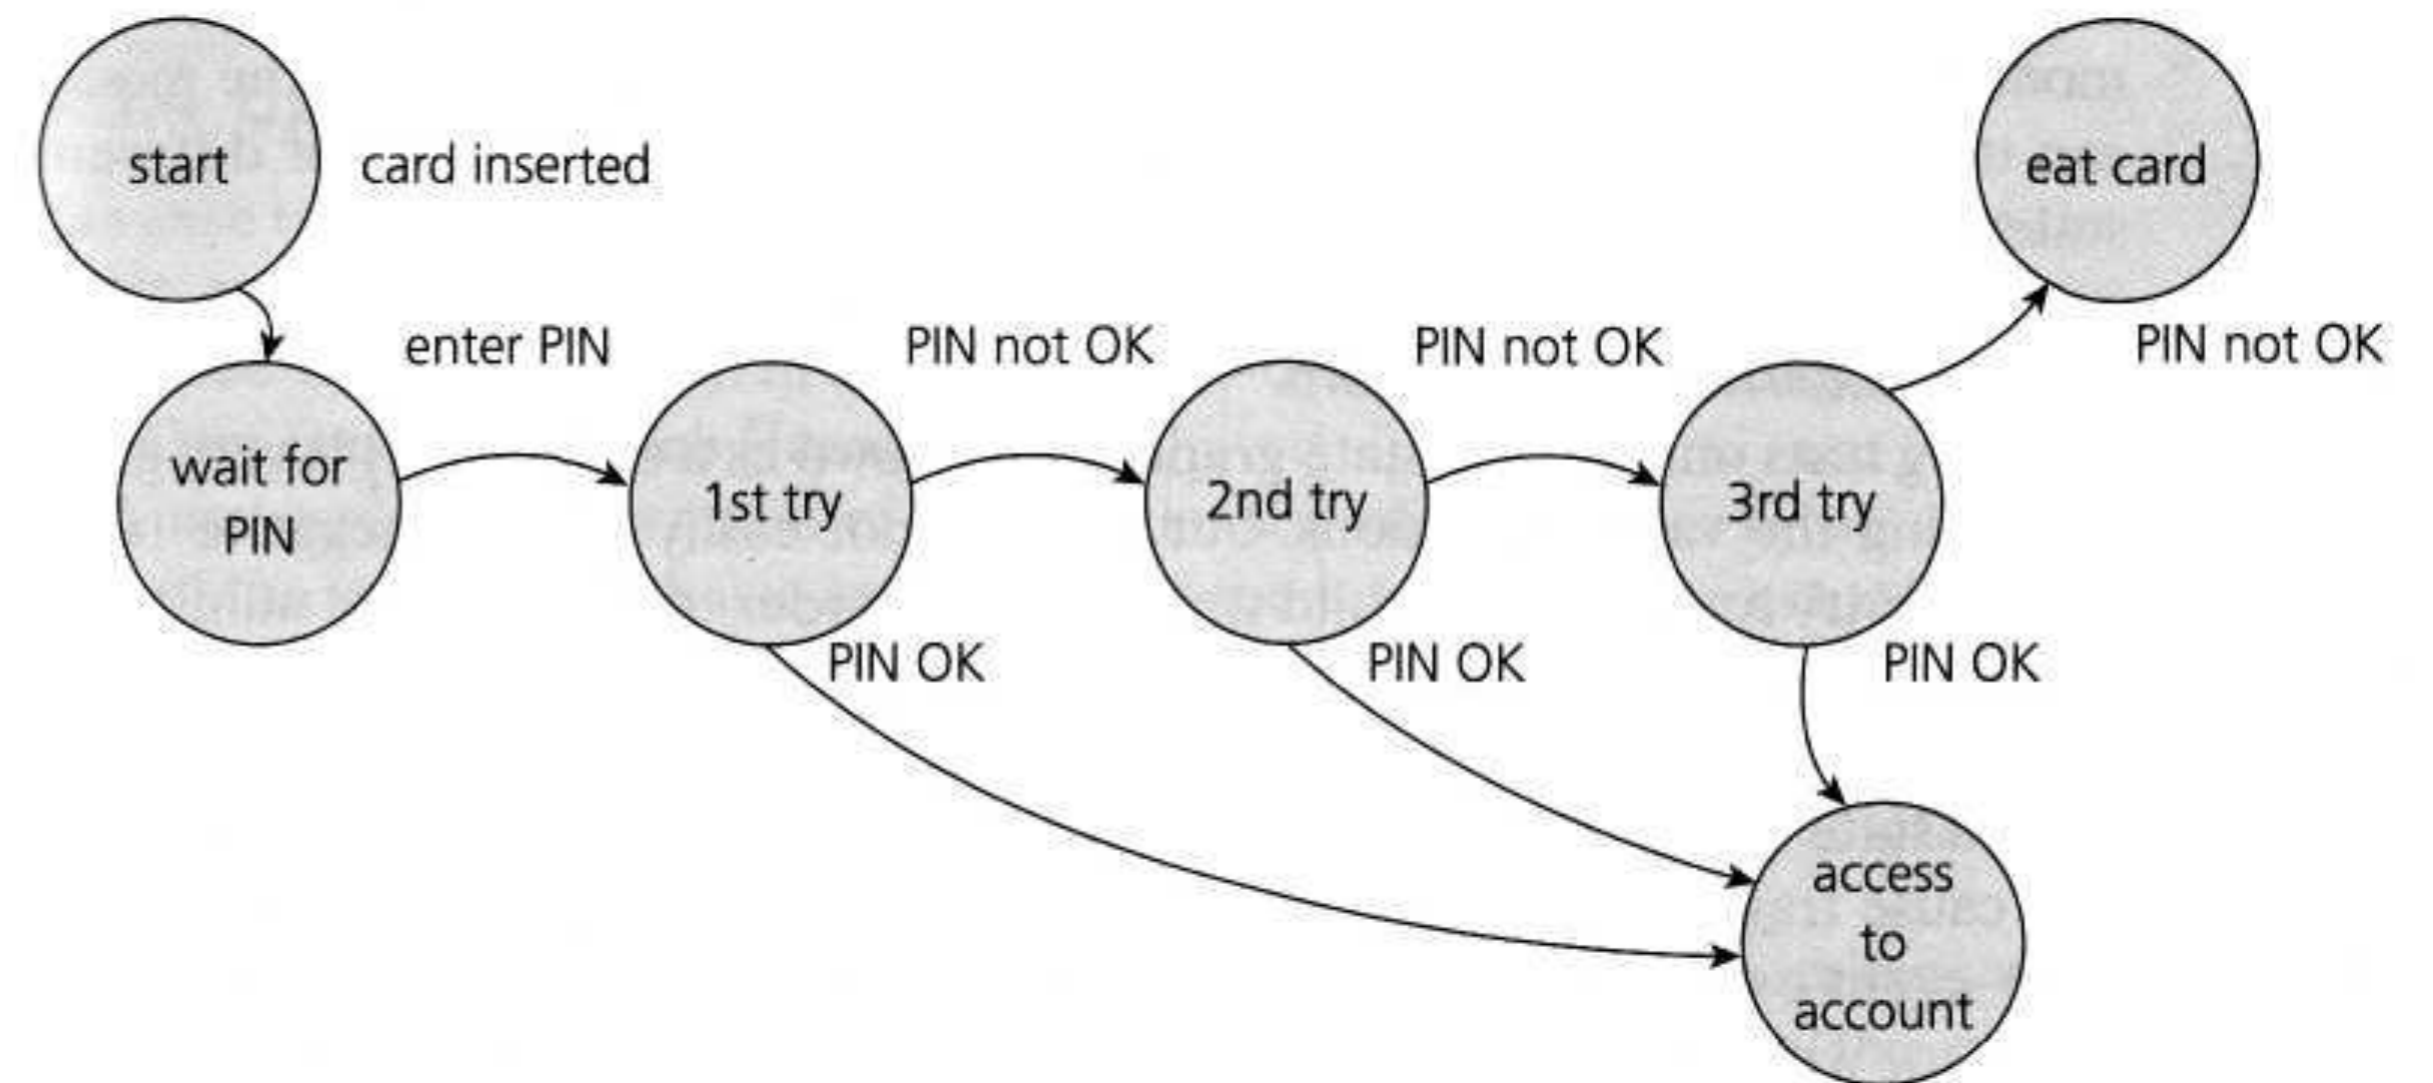 start
card inserted
eat card
enter PIN
PIN not OK
PIN not OK
PIN not OK
wait for
PIN
1st try
2nd try
3rd try
PIN OK
PIN OK
PIN OK
access
to
account